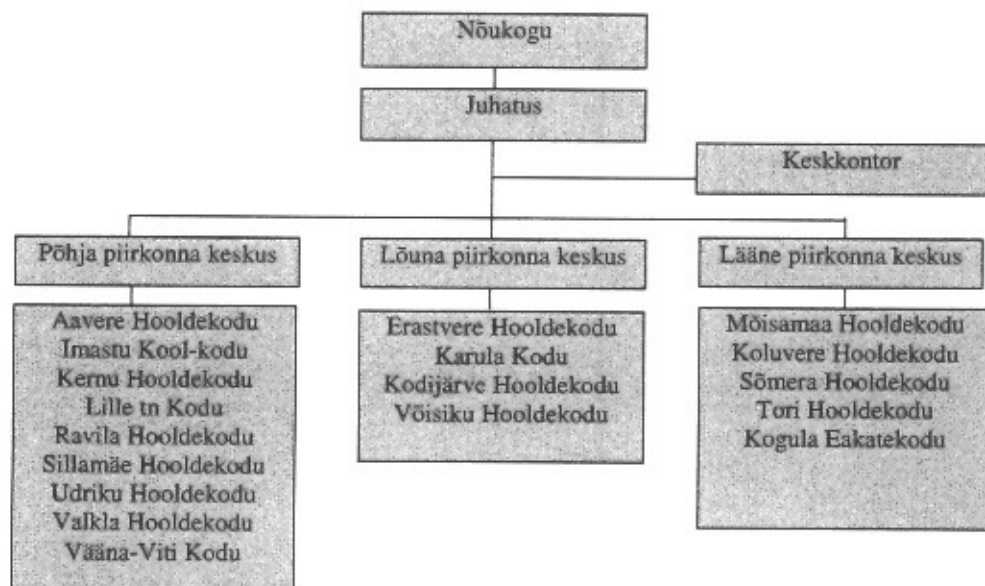 Nõukogu
Juhatus
Keskkontor
Põhja piirkonna keskus
Aavere Hooldekodu
Imastu Kool-kodu
Kernu Hooldekodu
Lille tn Kodu
Ravila Hooldekodu
Sillamäe Hooldekodu
Udriku Hooldekodu
Valkla Hooldekodu
Vääna-Viti Kodu
Lõuna piirkonna keskus
Erastvere Hooldekodu
Karula Kodu
Kodijärve Hooldekodu
Võisiku Hooldekodu
Lääne piirkonna keskus
Mõisamaa Hooldekodu
Koluvere Hooldekodu
Sõmera Hooldekodu
Tori Hooldekodu
Kogula Eakatekodu